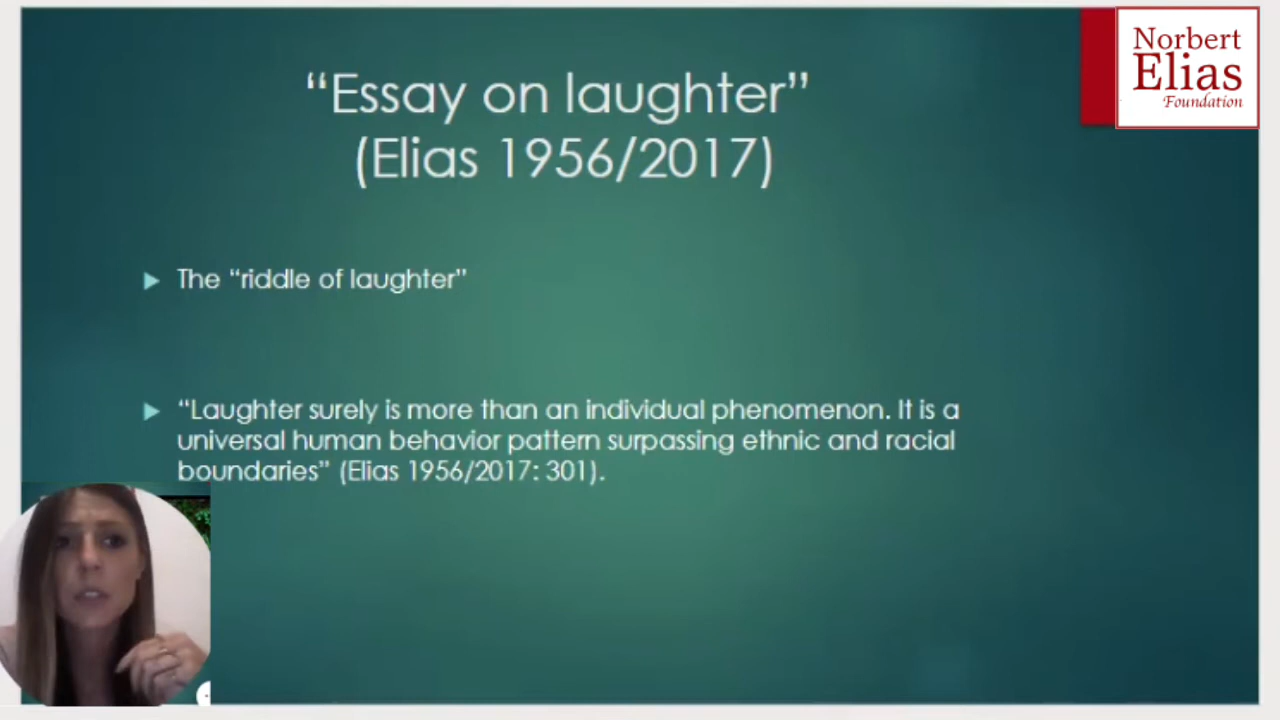 “Essay on laughter”
(Elias 1956/2017)
Norbert
Elias
Foundation
The “riddle of laughter”
“Laughter surely is more than an individual phenomenon. It is a
universal human behavior pattern surpassing ethnic and racial
boundaries” (Elias 1956/2017: 301).